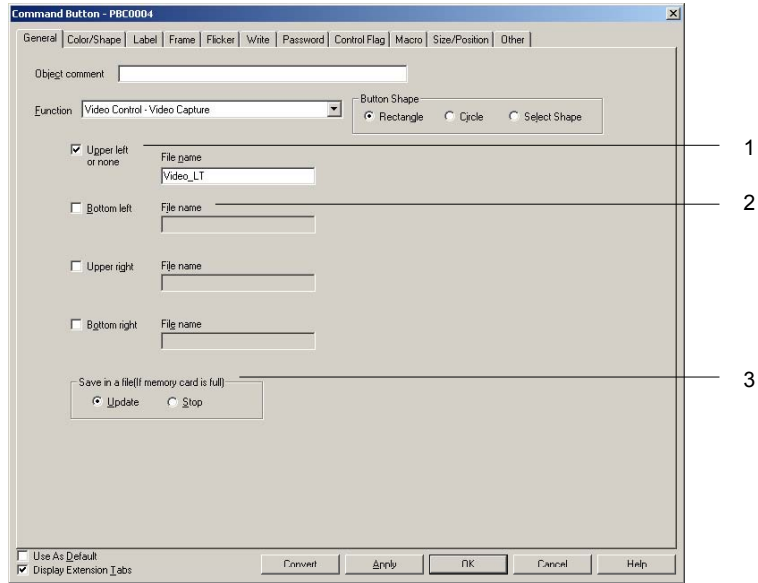 Command Button - PBC0004
General Color/Shape Label Frame Flicker Write Password Control Flag Macro Size/Position Other
Object comment
Button Shape
Function Video Control - Video Capture Rectangle Circle Select Shape
Upper left or none File name 1
Video_LT
Bottom left File name 2
Upper right File name
Bottom right File name
Save in a file(If memory card is full) 3
Update Stop
Use As Default
Display Extension Tabs
Convert Apply OK Cancel Help